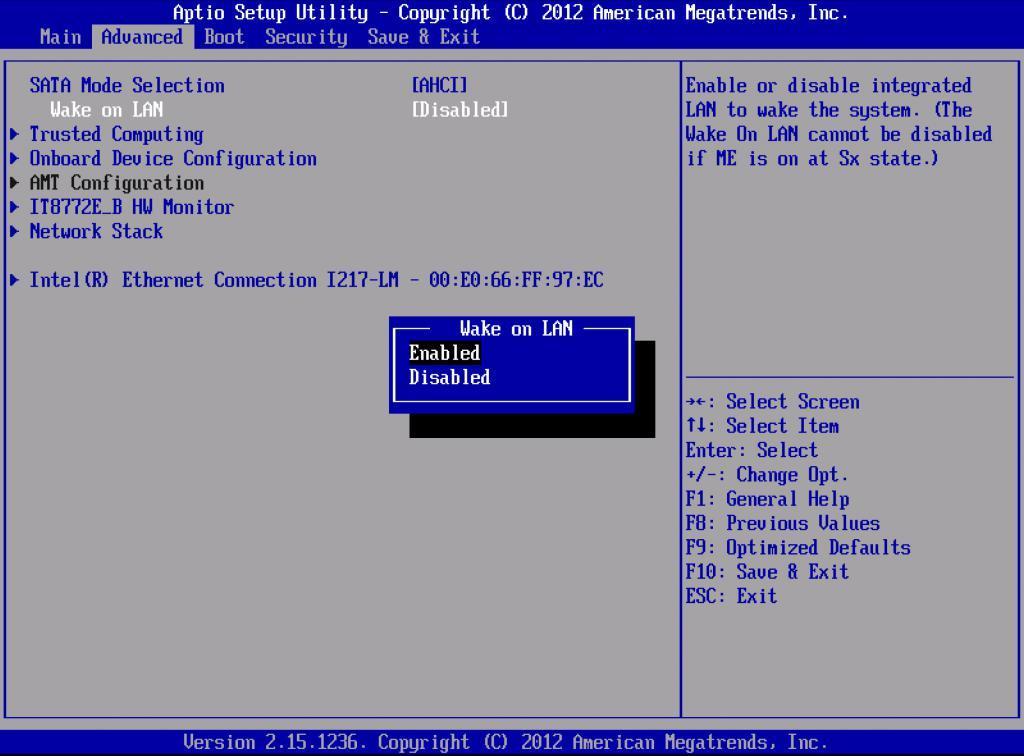 Aptio Setup Utility - Copyright (C) 2012 American Megatrends, Inc.
Main Advanced Boot Security Save & Exit
SATA Mode Selection [AHCI]
Wake on LAN [Disabled]
Trusted Computing
Onboard Device Configuration
AMT Configuration
IT8772E_B HW Monitor
Network Stack
Intel(R) Ethernet Connection I217-LM - 00:E0:66:FF:97:EC
Wake on LAN
Enabled
Disabled
Enable or disable integrated
LAN to wake the system. (The
Wake On LAN cannot be disabled
if ME is on at Sx state.)
→←: Select Screen
↑↓: Select Item
Enter: Select
+/-: Change Opt.
F1: General Help
F8: Previous Values
F9: Optimized Defaults
F10: Save & Exit
ESC: Exit
Version 2.15.1236. Copyright (C) 2012 American Megatrends, Inc.